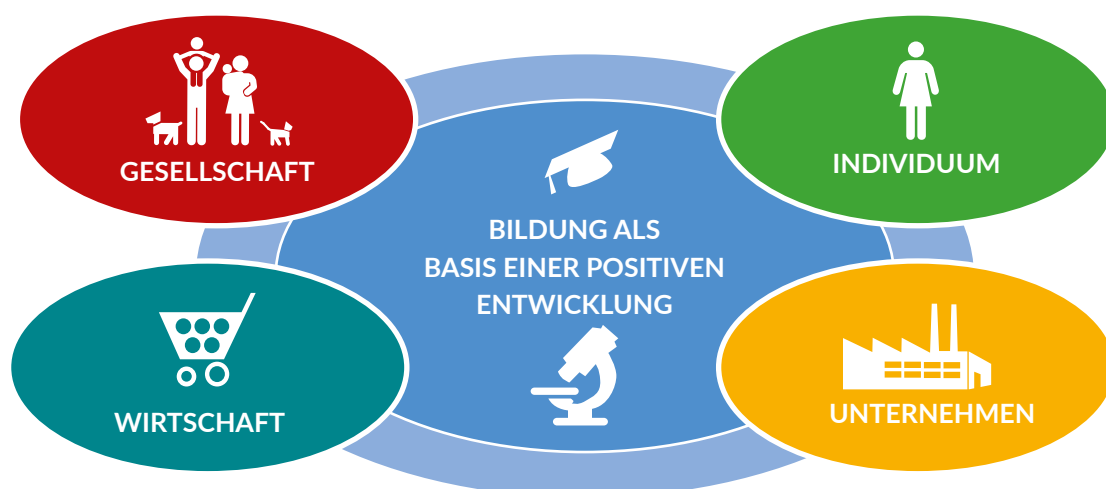 GESELLSCHAFT
INDIVIDUUM
BILDUNG ALS
BASIS EINER POSITIVEN
ENTWICKLUNG
WIRTSCHAFT
UNTERNEHMEN